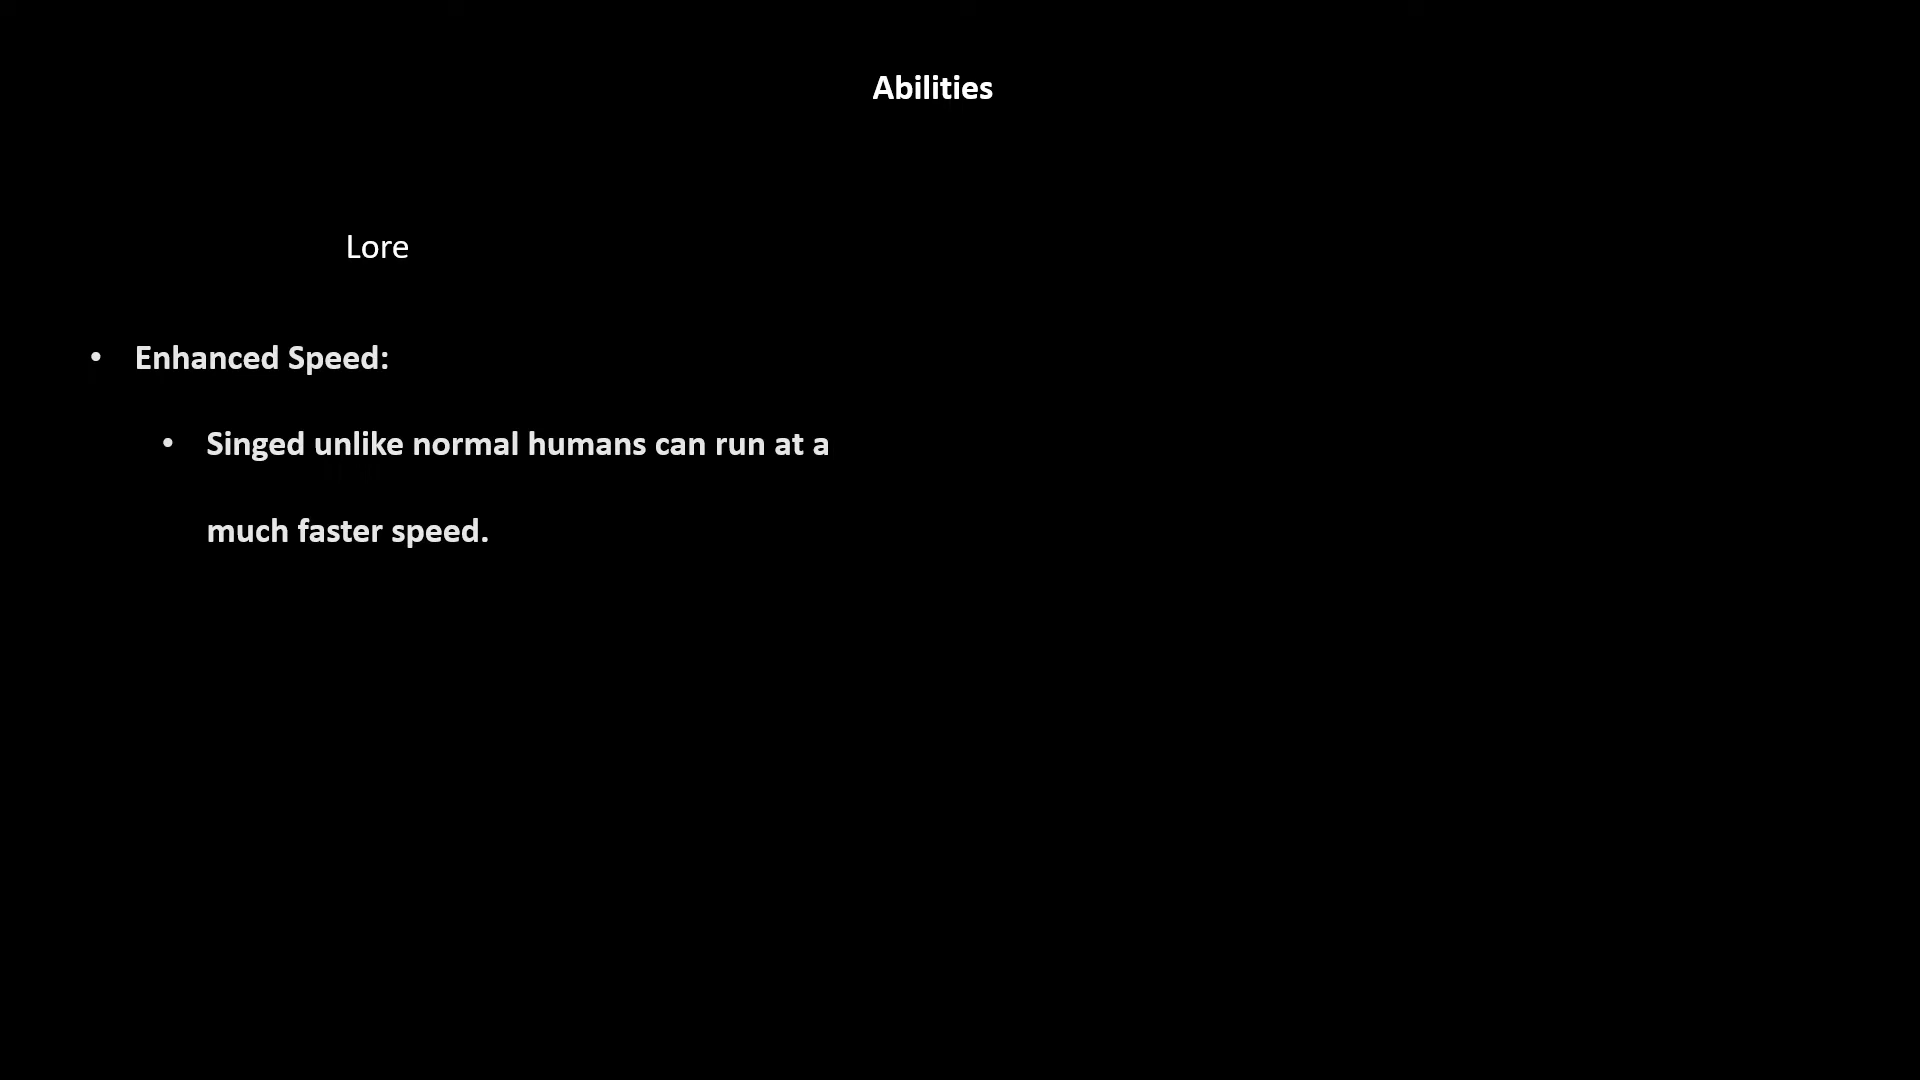 Abilities
Lore
• Enhanced Speed:
• Singed unlike normal humans can run at a
much faster speed.